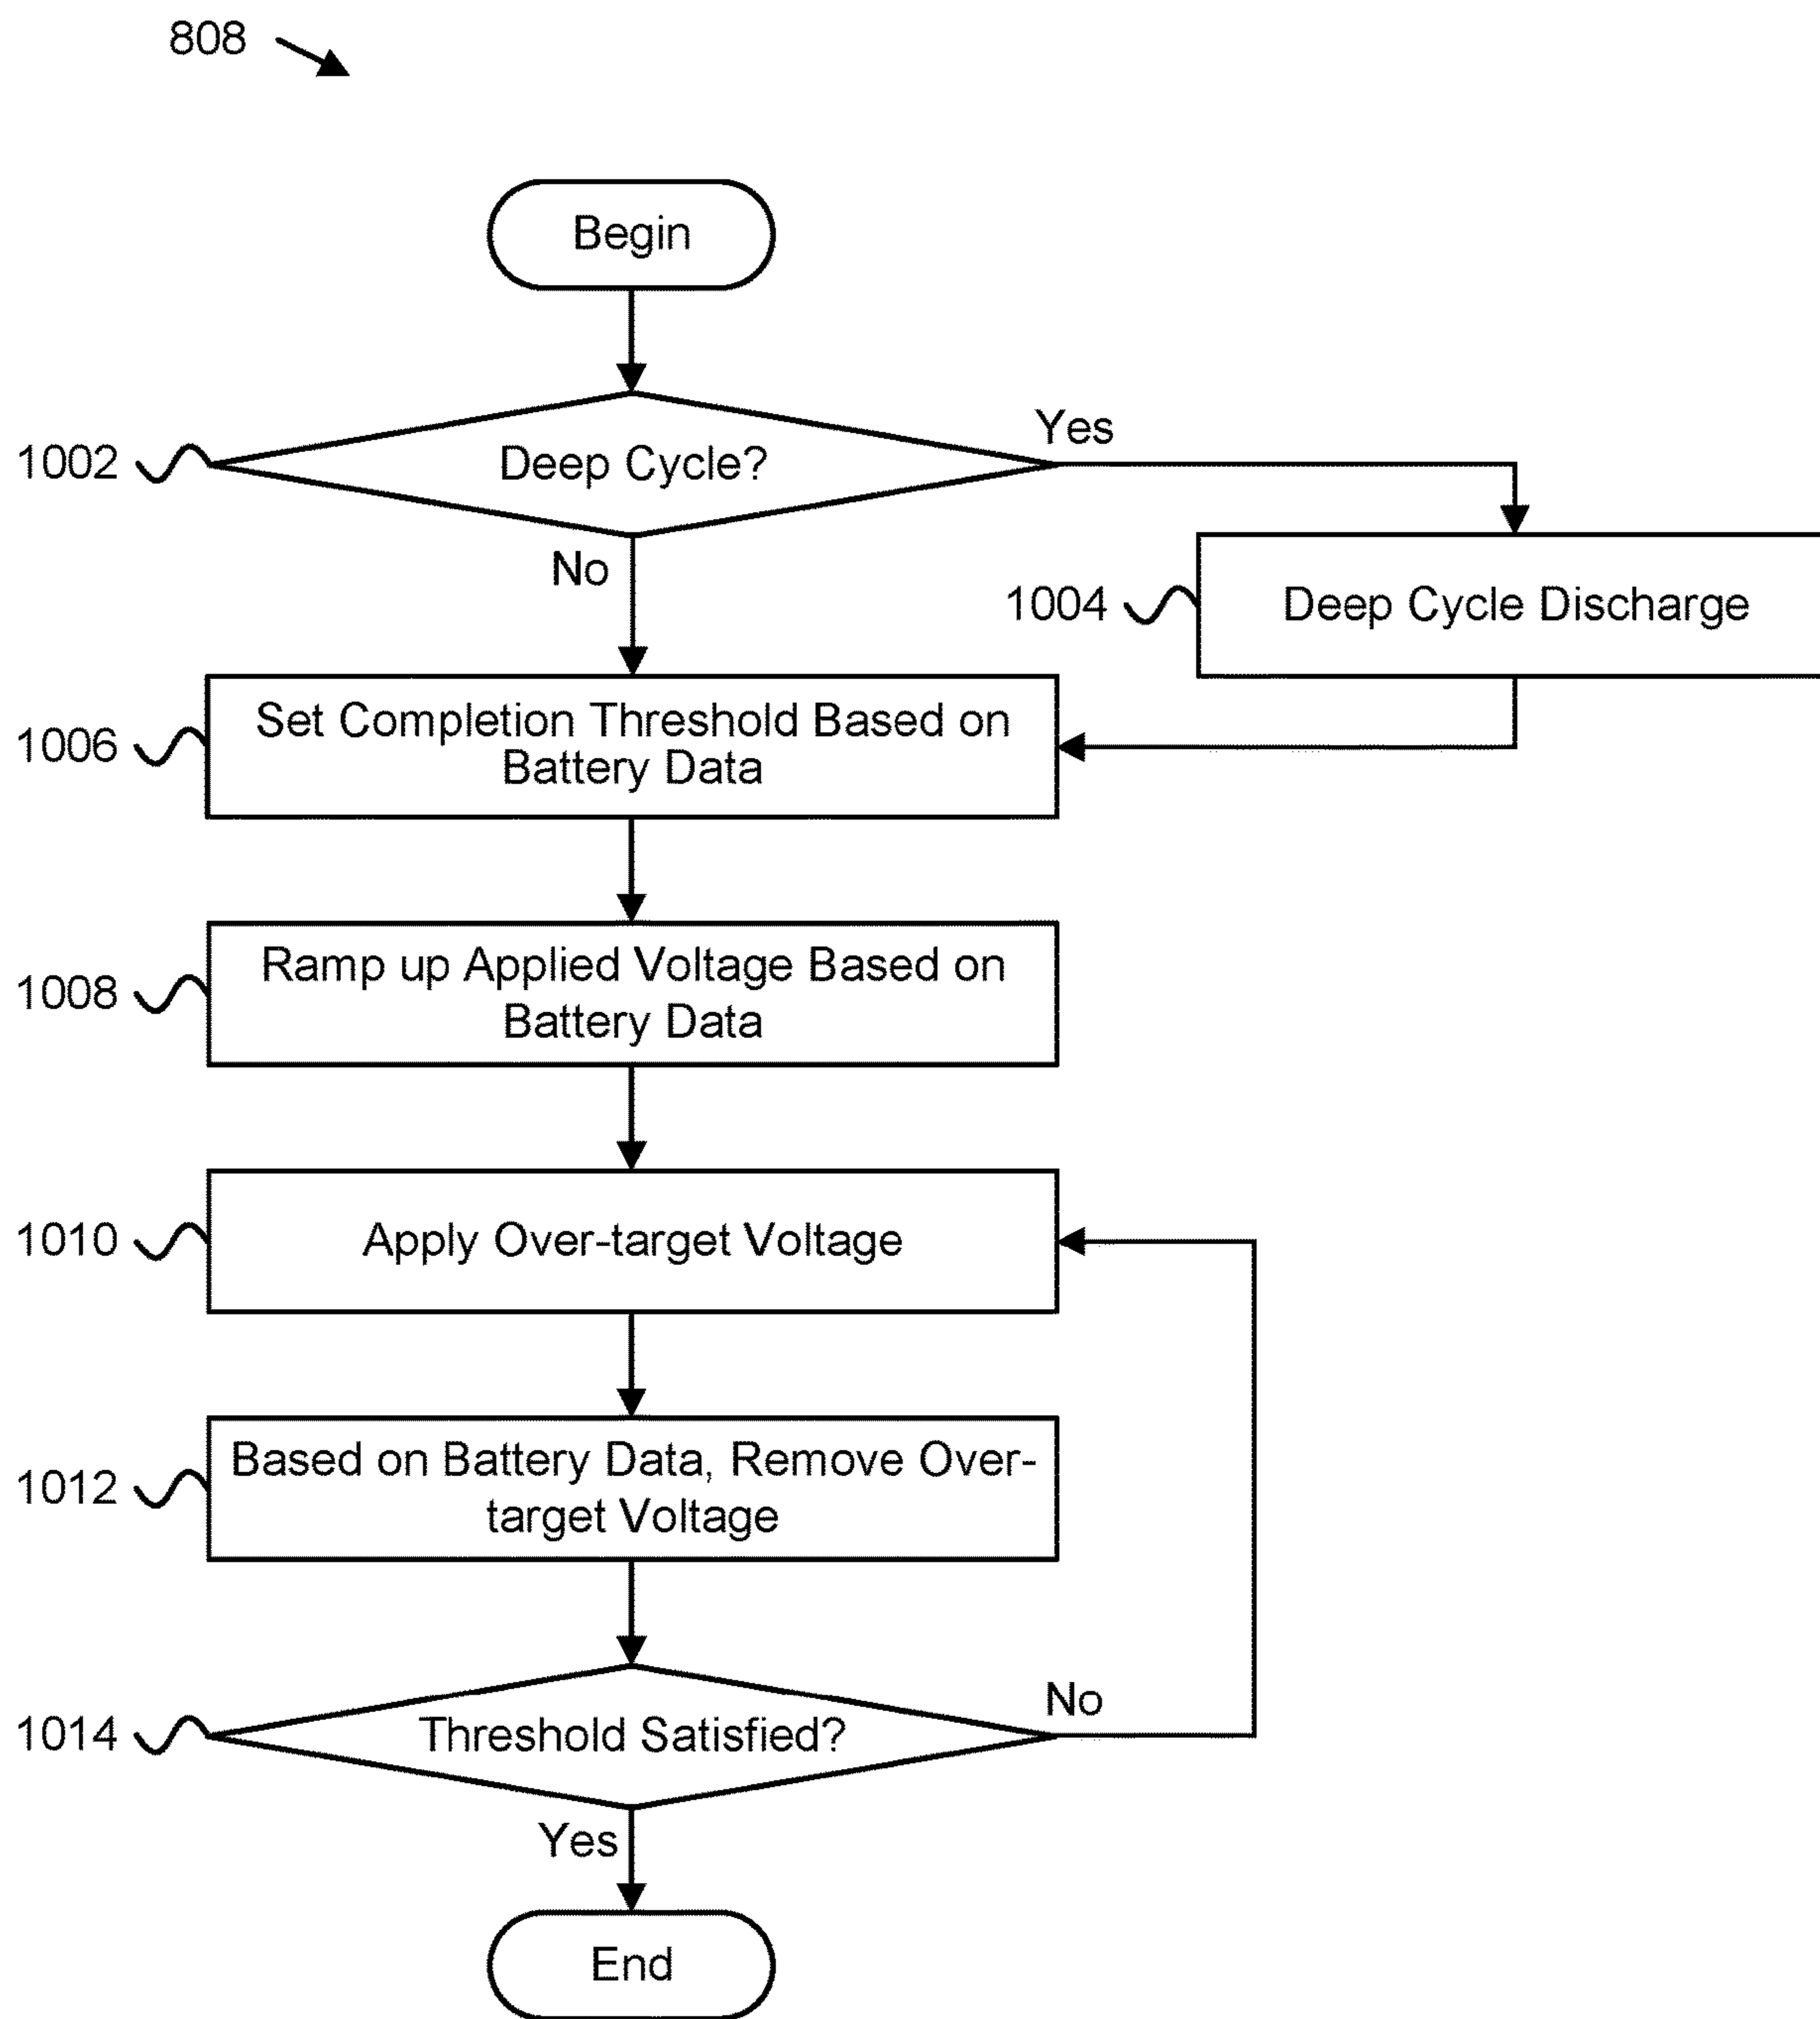 808
Begin
1002
Deep Cycle?
Yes
No
1004
Deep Cycle Discharge
1006
Set Completion Threshold Based on
Battery Data
1008
Ramp up Applied Voltage Based on
Battery Data
1010
Apply Over-target Voltage
1012
Based on Battery Data, Remove Over-
target Voltage
1014
Threshold Satisfied?
No
Yes
End